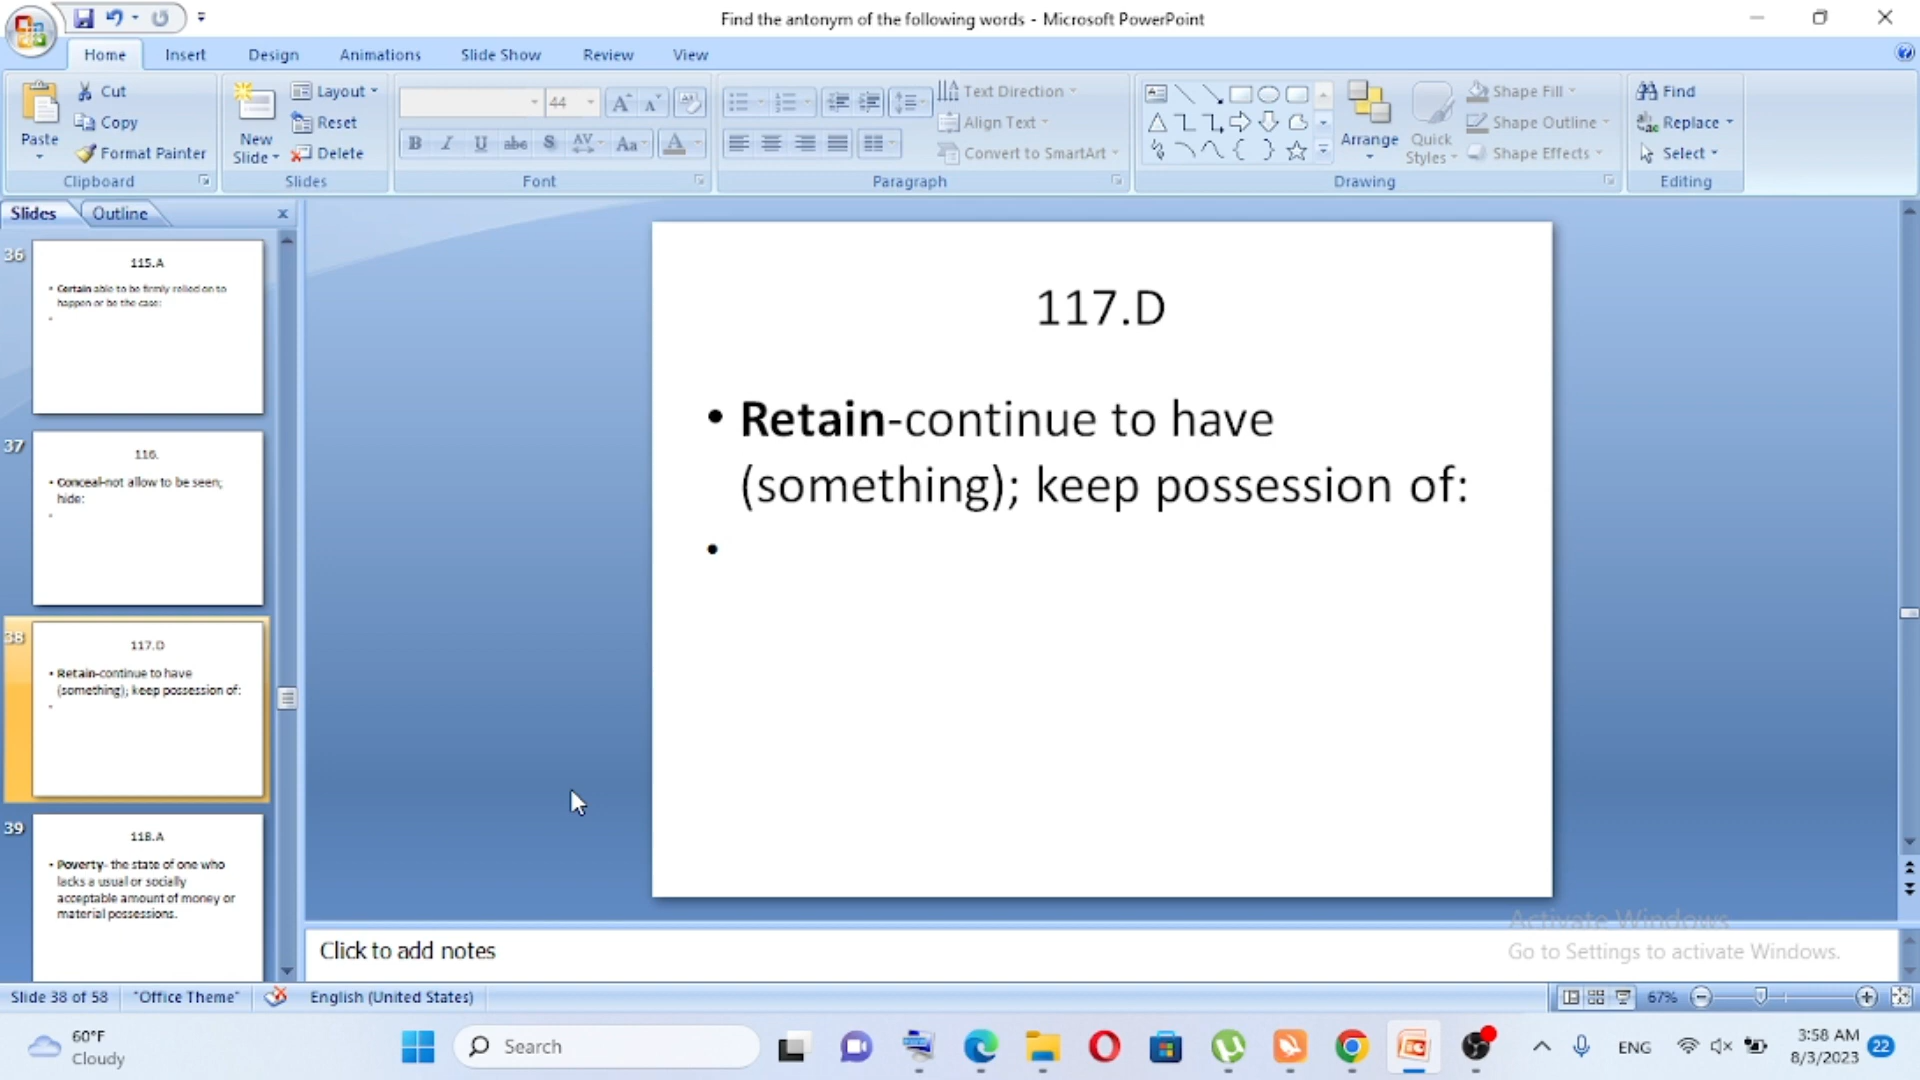 Find the antonym of the following words - Microsoft PowerPoint
Home Insert Design Animations Slide Show Review View
Paste
Cut
Copy
Format Painter
Clipboard
New Slide
Layout
Reset
Delete
Slides
44
B I U abc S AV Aa A
Font
Text Direction
Align Text
Convert to SmartArt
Paragraph
Arrange
Quick Styles
Shape Fill
Shape Outline
Shape Effects
Drawing
Find
Replace
Select
Editing
Slides Outline
36
115.A
• Certain able to be firmly relied on to
happen or be the case:
•
37
116.
• Conceal-not allow to be seen;
hide:
•
38
117.D
• Retain-continue to have
(something); keep possession of:
•
39
118.A
• Poverty- the state of one who
lacks a usual or socially
acceptable amount of money or
material possessions.
117.D
• Retain-continue to have
(something); keep possession of:
•
Click to add notes
Activate Windows
Go to Settings to activate Windows.
Slide 38 of 58 "Office Theme" English (United States) 67%
60°F
Cloudy
Search
ENG
3:58 AM
8/3/2023
22